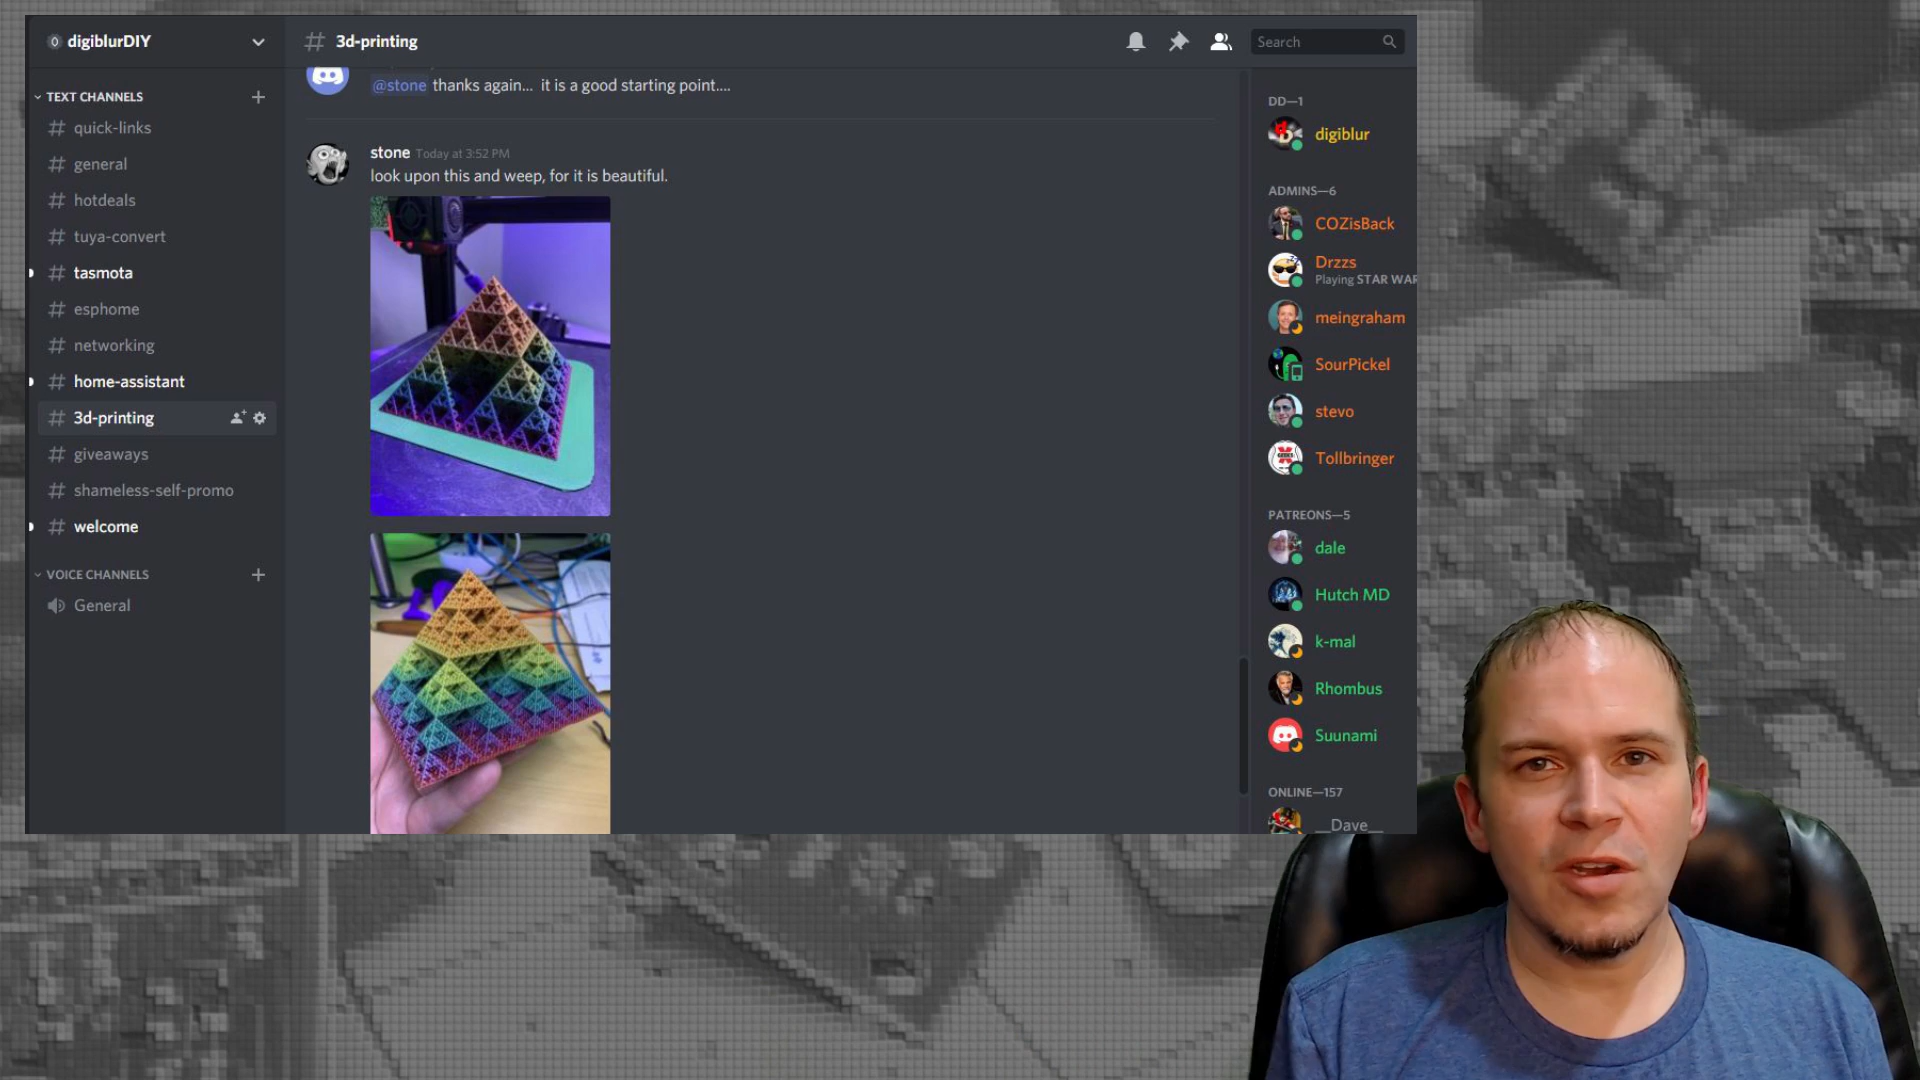 digiblurDIY
TEXT CHANNELS
# quick-links
# general
# hotdeals
# tuya-convert
# tasmota
# esphome
# networking
# home-assistant
# 3d-printing
# giveaways
# shameless-self-promo
# welcome
VOICE CHANNELS
General
# 3d-printing
Search
@stone thanks again... it is a good starting point....
stone Today at 3:52 PM
look upon this and weep, for it is beautiful.
DD—1
digiblur
ADMINS—6
COZisBack
Drzzs
Playing STAR WAR
meingraham
SourPickel
stevo
Tollbringer
PATREONS—5
dale
Hutch MD
k-mal
Rhombus
Suunami
ONLINE—157
__Dave__